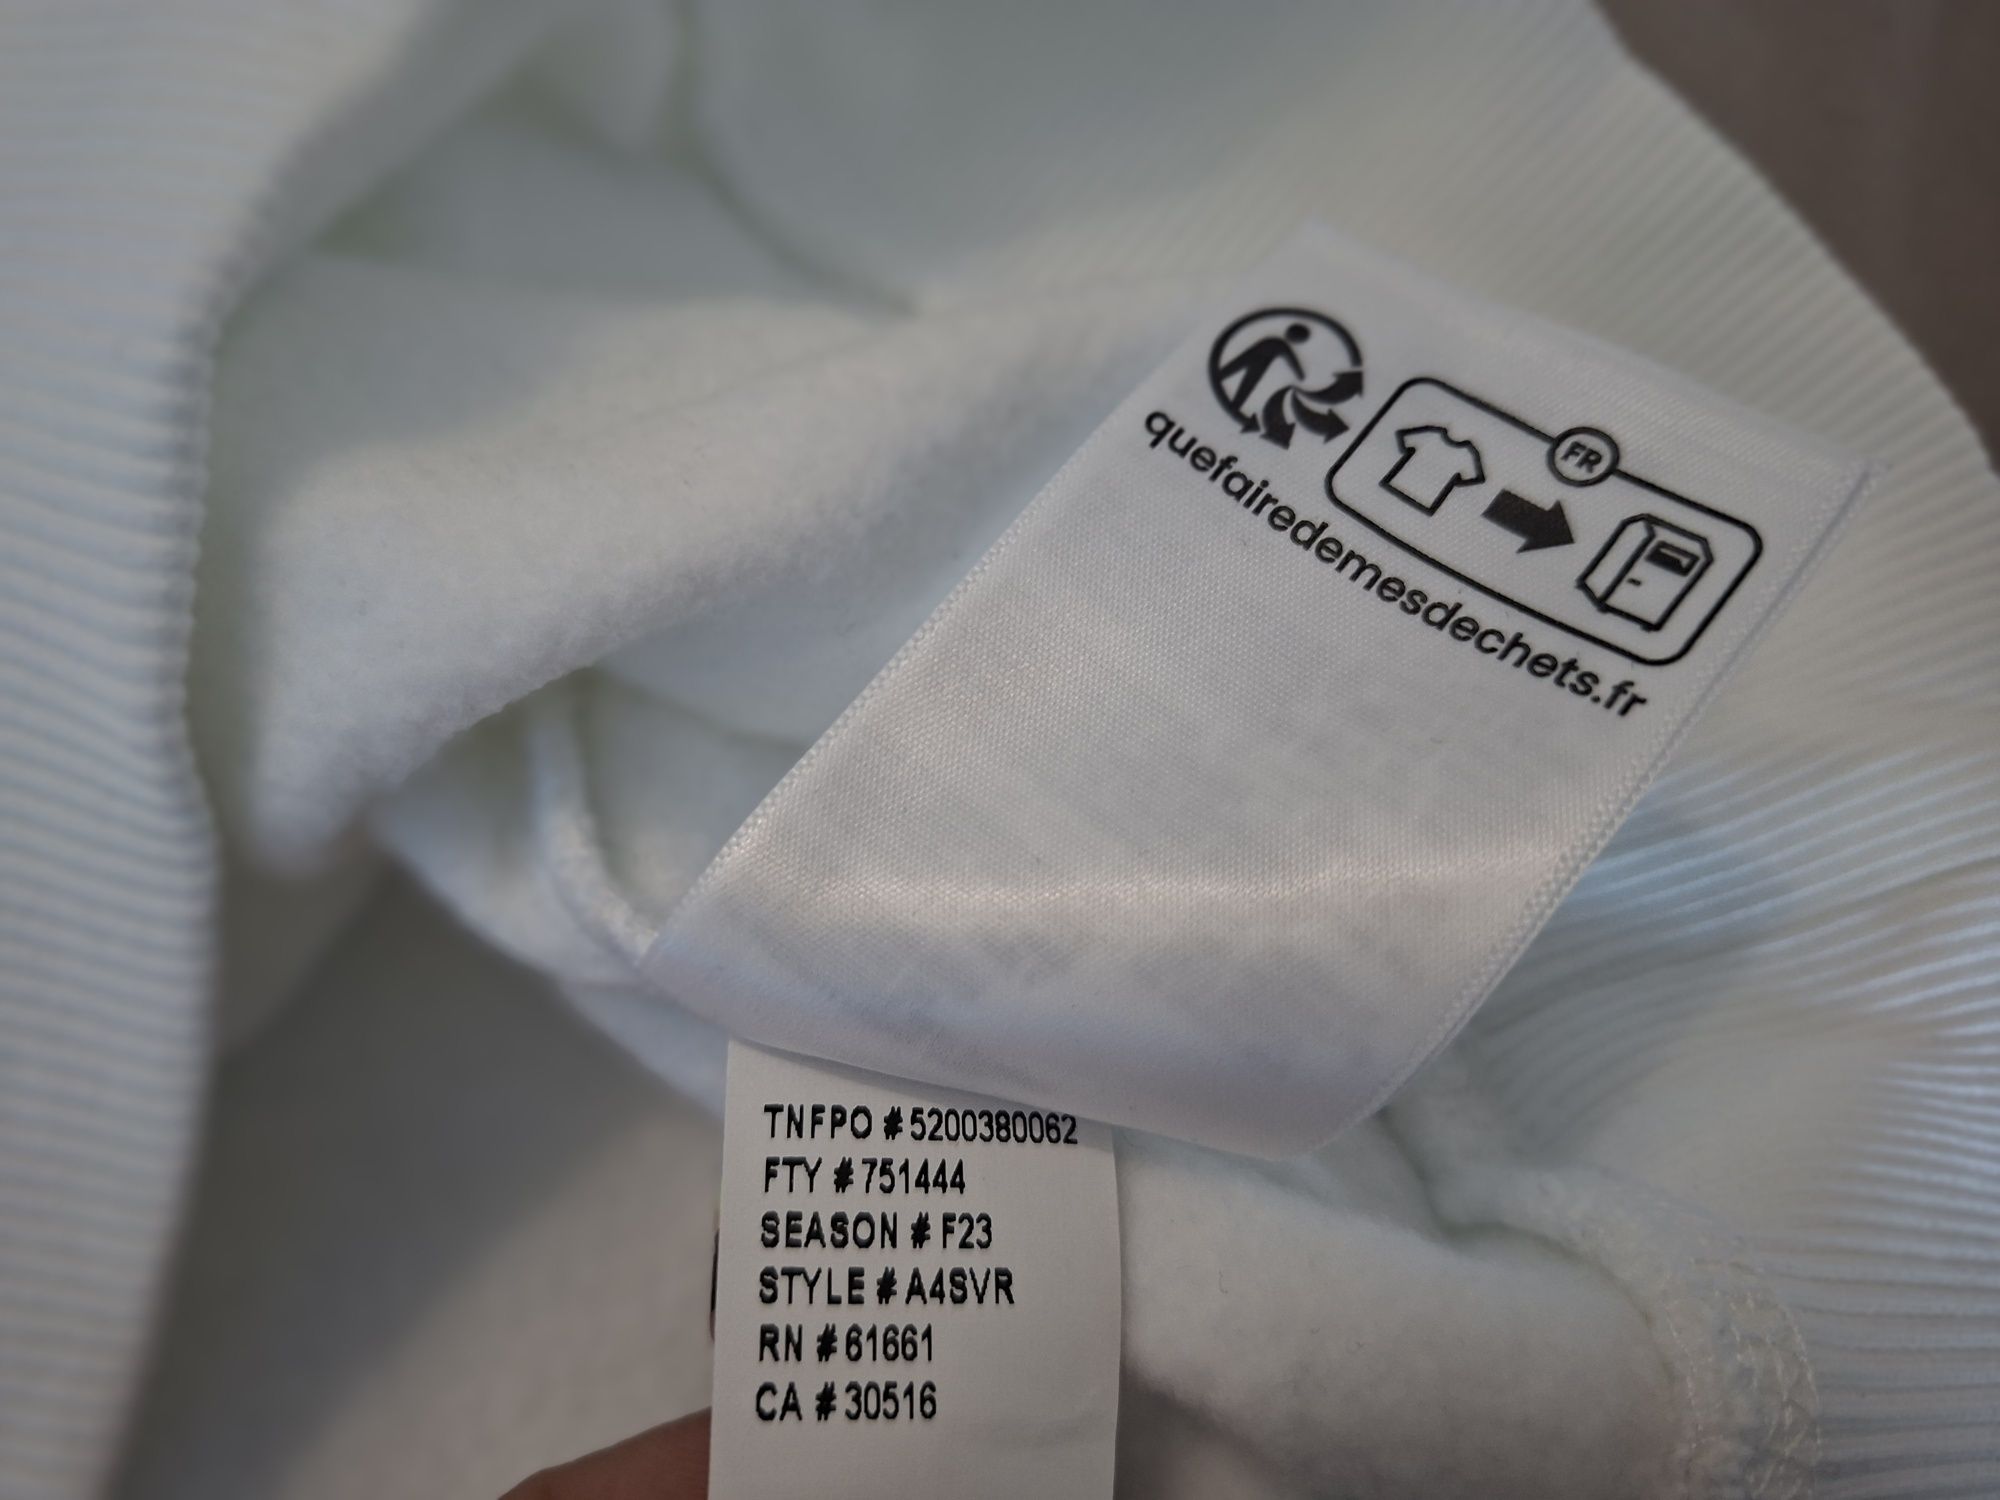 FR
quefairedemesdechets.fr
TNFPO #5200380062
FTY #751444
SEASON #F23
STYLE #A4SVR
RN #61661
CA #30516